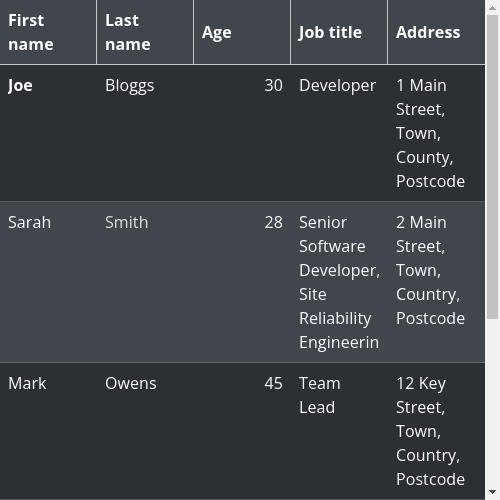 First name
Last name
Age
Job title
Address
Joe
Bloggs
30
Developer
1 Main
Street,
Town,
County,
Postcode
Sarah
Smith
28
Senior
Software
Developer,
Site
Reliability
Engineerin
2 Main
Street,
Town,
Country,
Postcode
Mark
Owens
45
Team
Lead
12 Key
Street,
Town,
Country,
Postcode